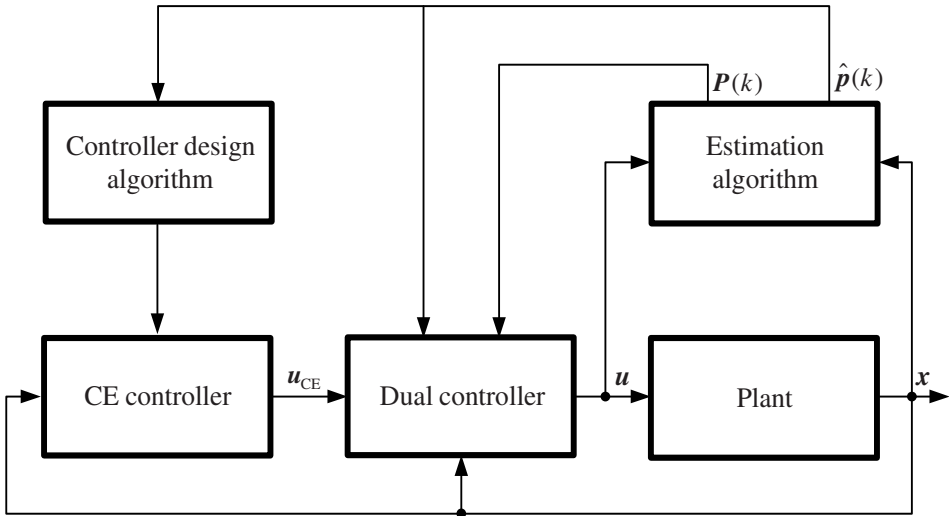 P(k)
p̂(k)
Controller design
algorithm
Estimation
algorithm
CE controller
u_CE
Dual controller
u
Plant
x